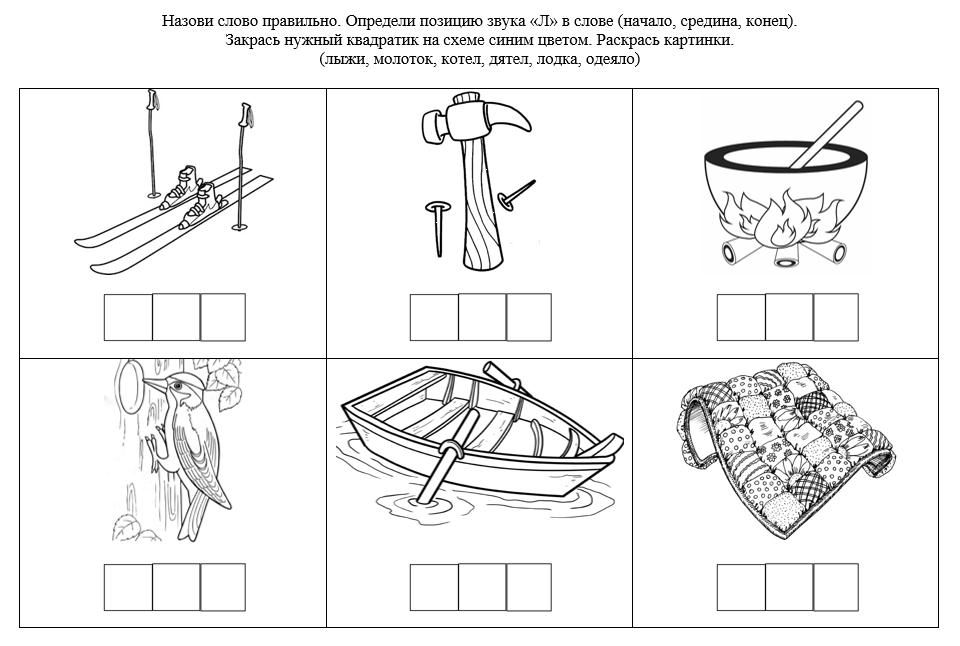 Назови слово правильно. Определи позицию звука «Л» в слове (начало, средина, конец).
Закрась нужный квадратик на схеме синим цветом. Раскрась картинки.
(лыжи, молоток, котел, дятел, лодка, одеяло)